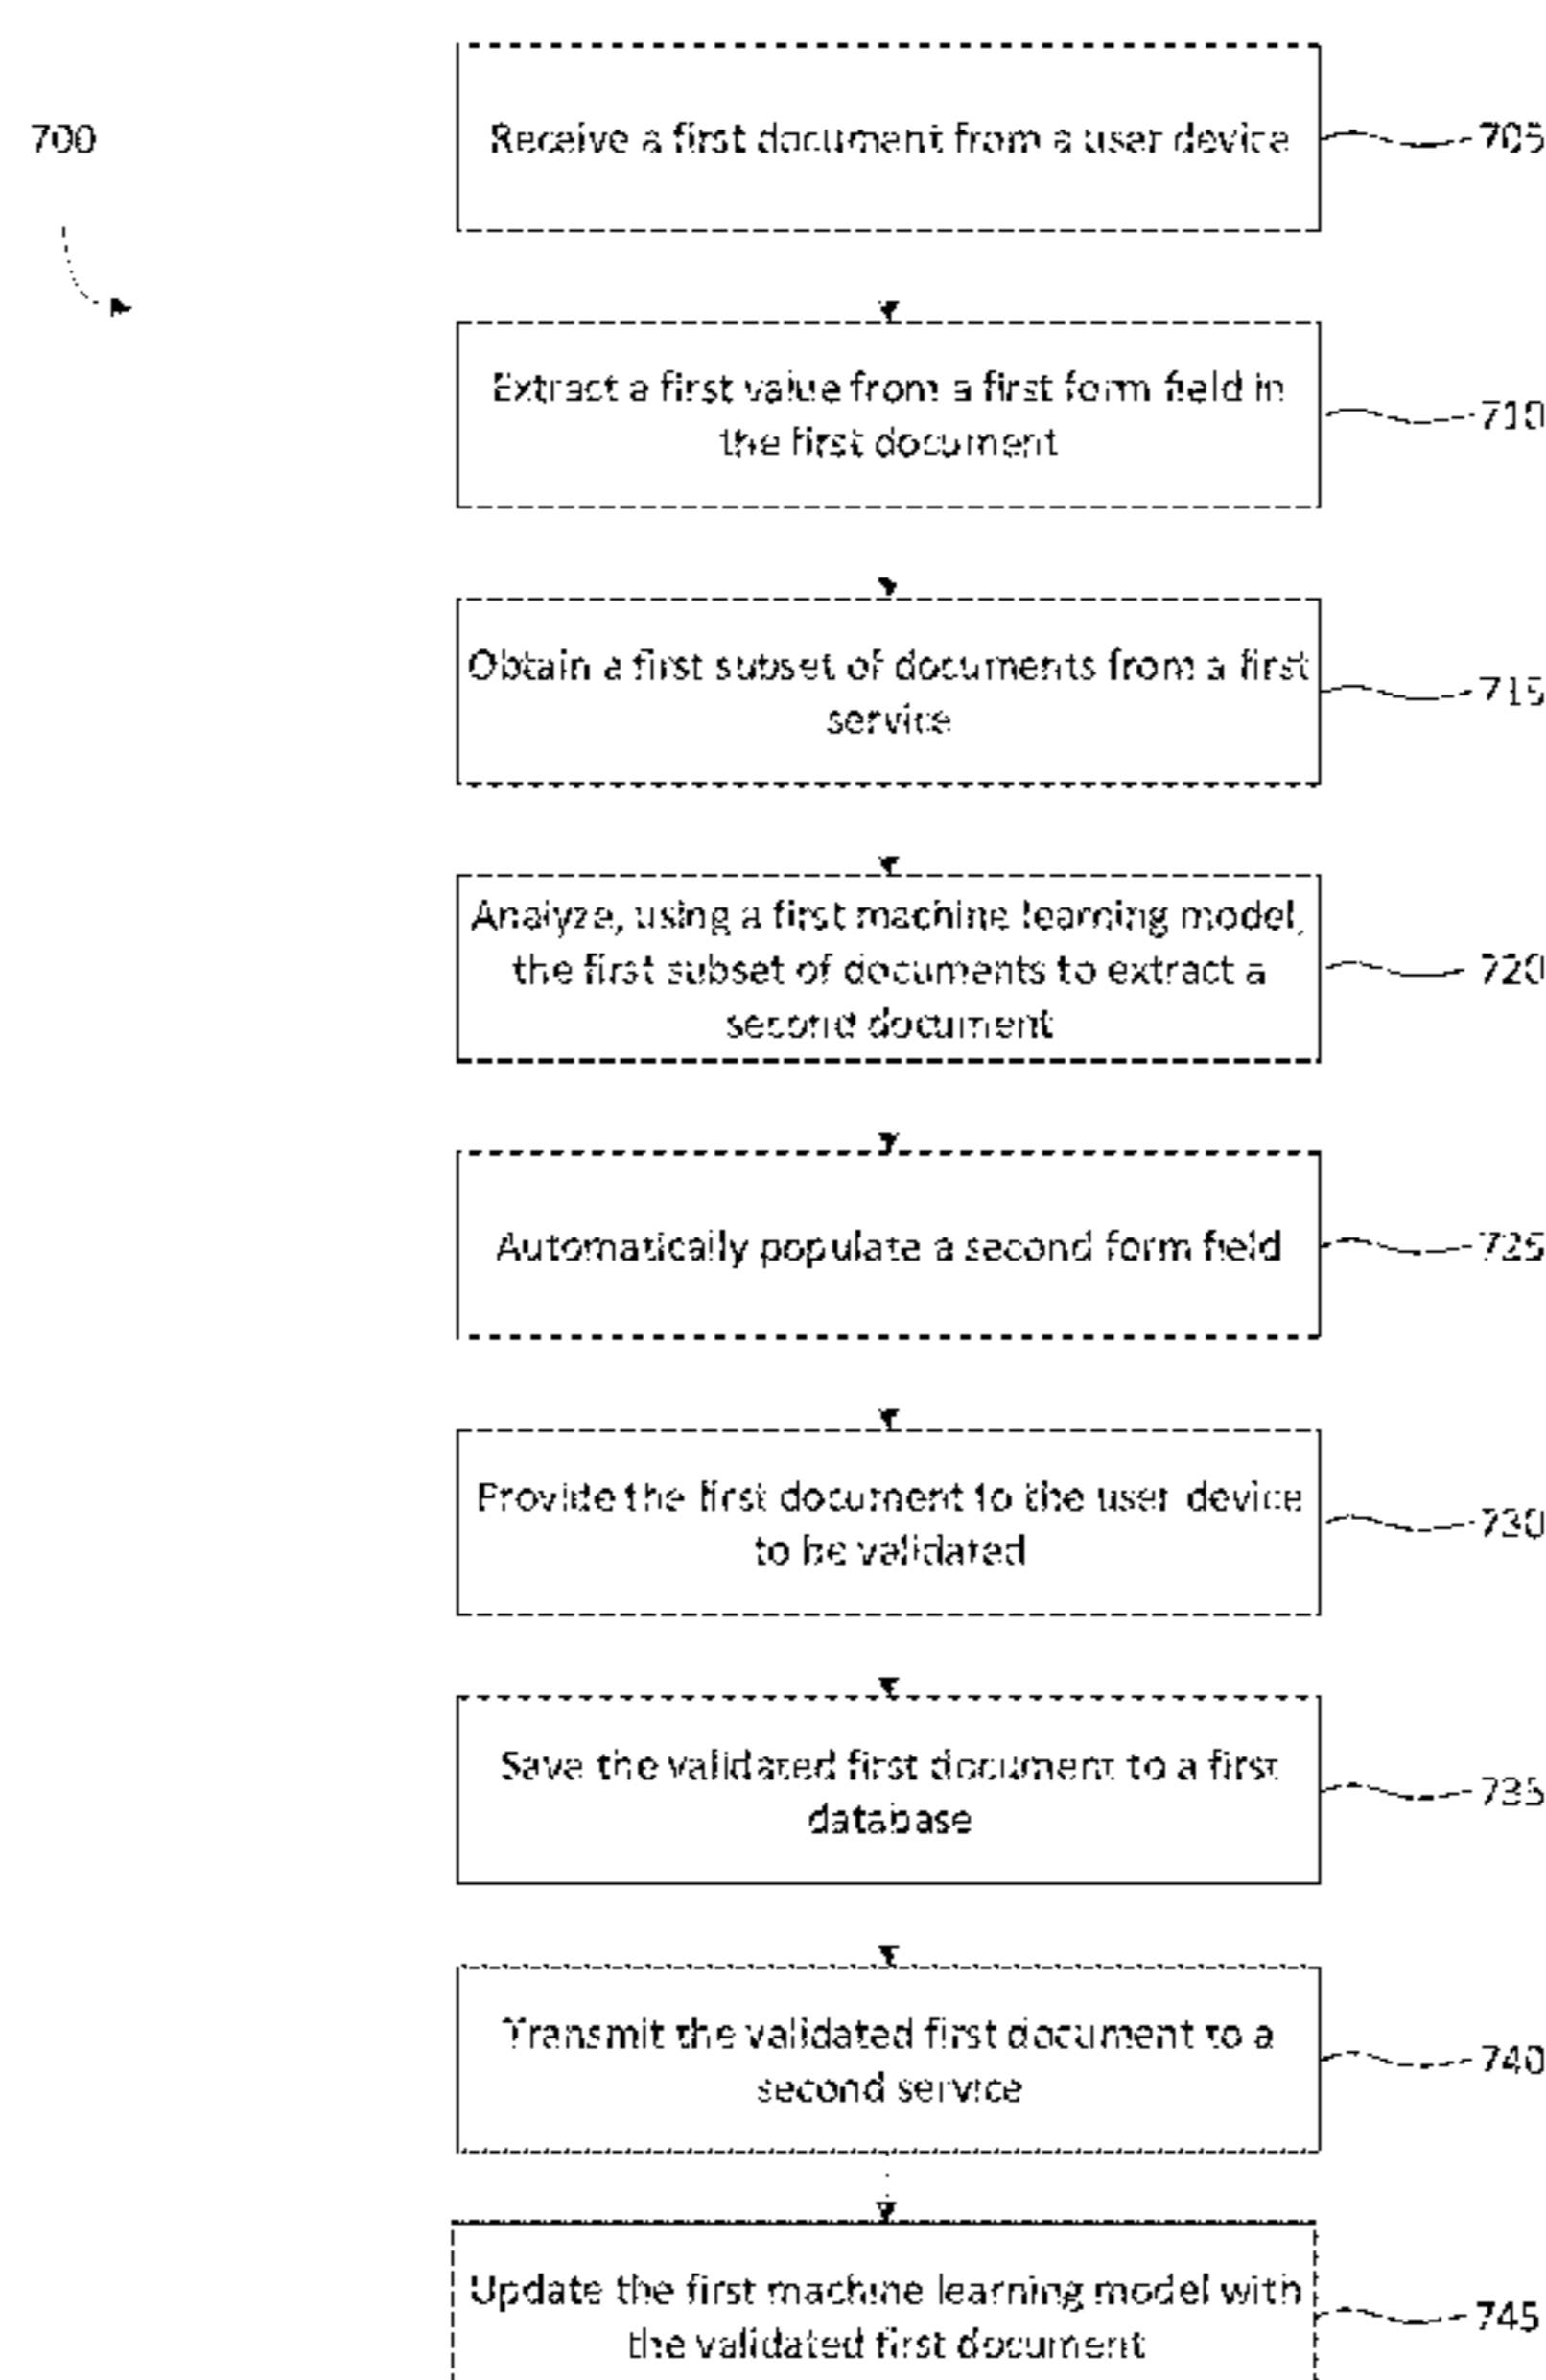 700
Receive a first document from a user device
705
Extract a first value from a first form field in
the first document
710
Obtain a first subset of documents from a first
service
715
Analyze, using a first machine learning model,
the first subset of documents to extract a
second document
720
Automatically populate a second form field
725
Provide the first document to the user device
to be validated
730
Save the validated first document to a first
database
735
Transmit the validated first document to a
second service
740
Update the first machine learning model with
the validated first document
745